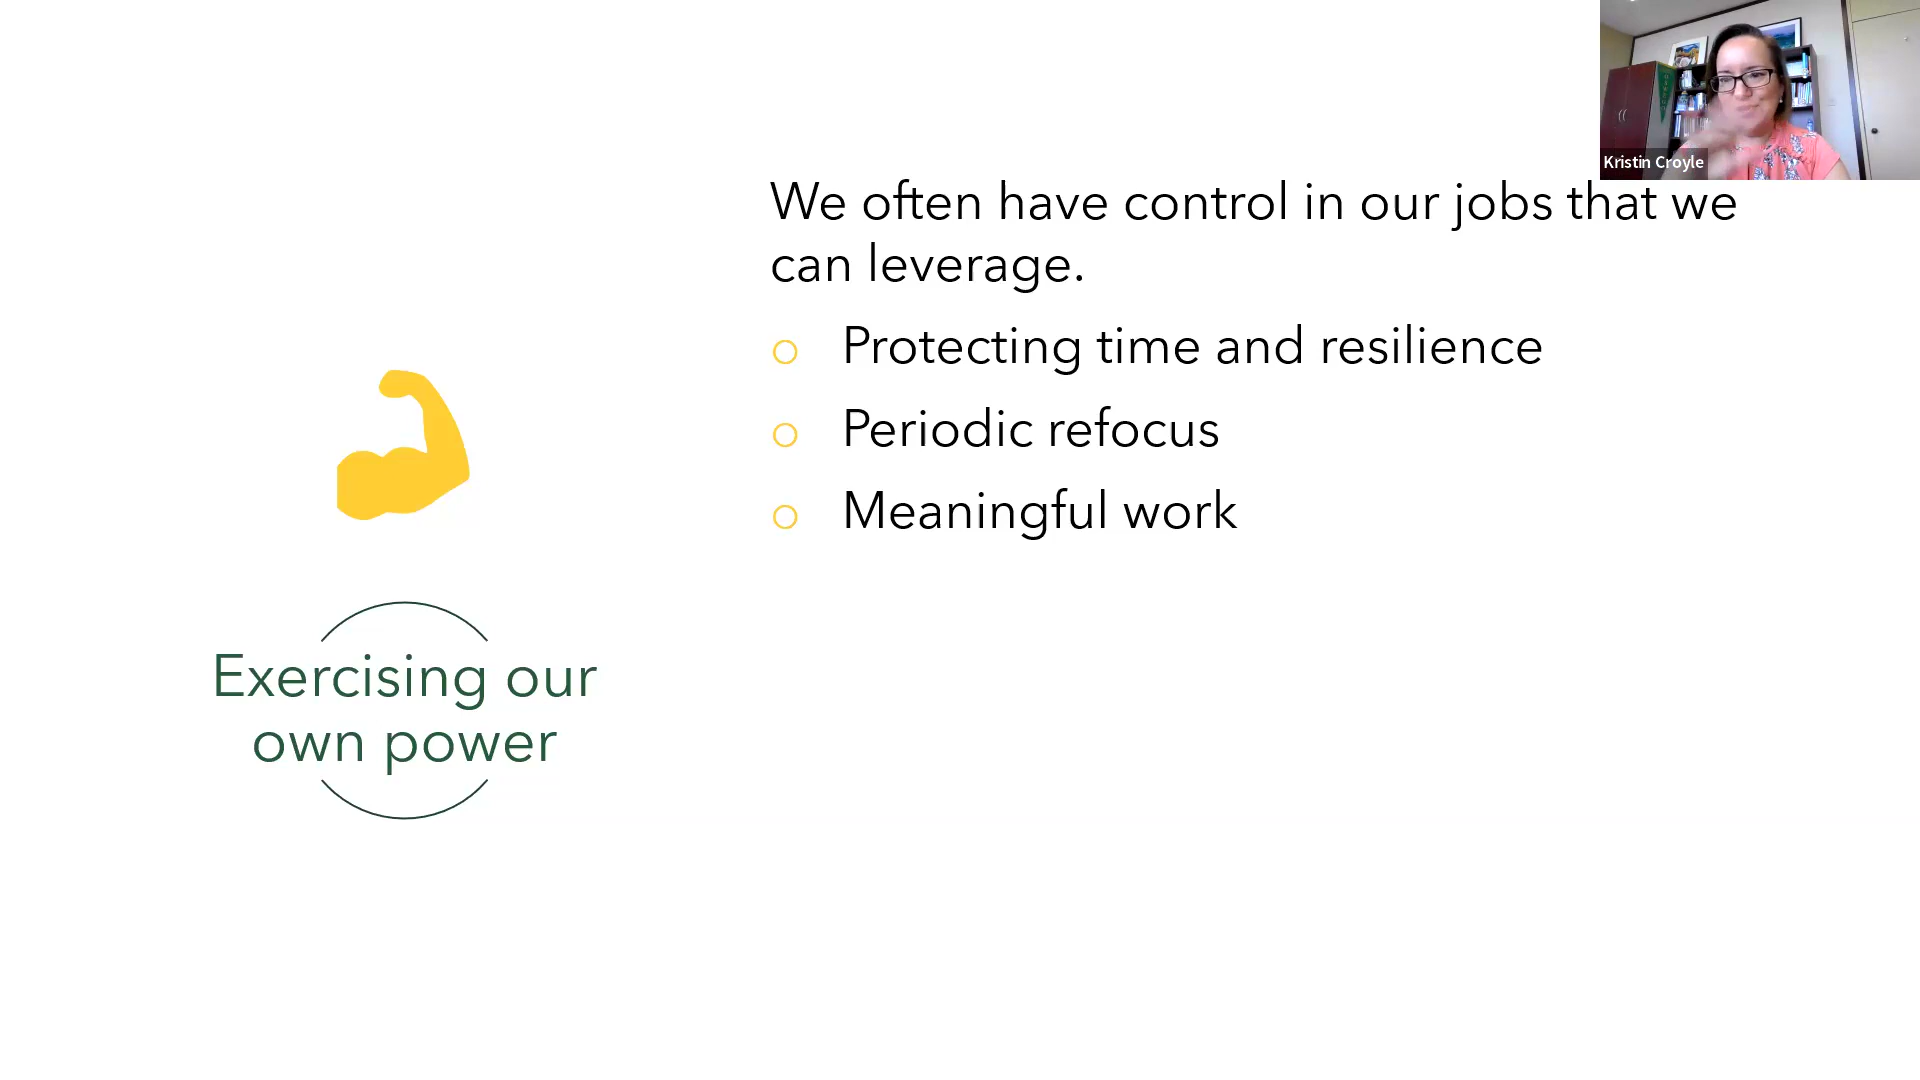 Kristin Croyle
We often have control in our jobs that we
can leverage.
Protecting time and resilience
Periodic refocus
Meaningful work
Exercising our
own power